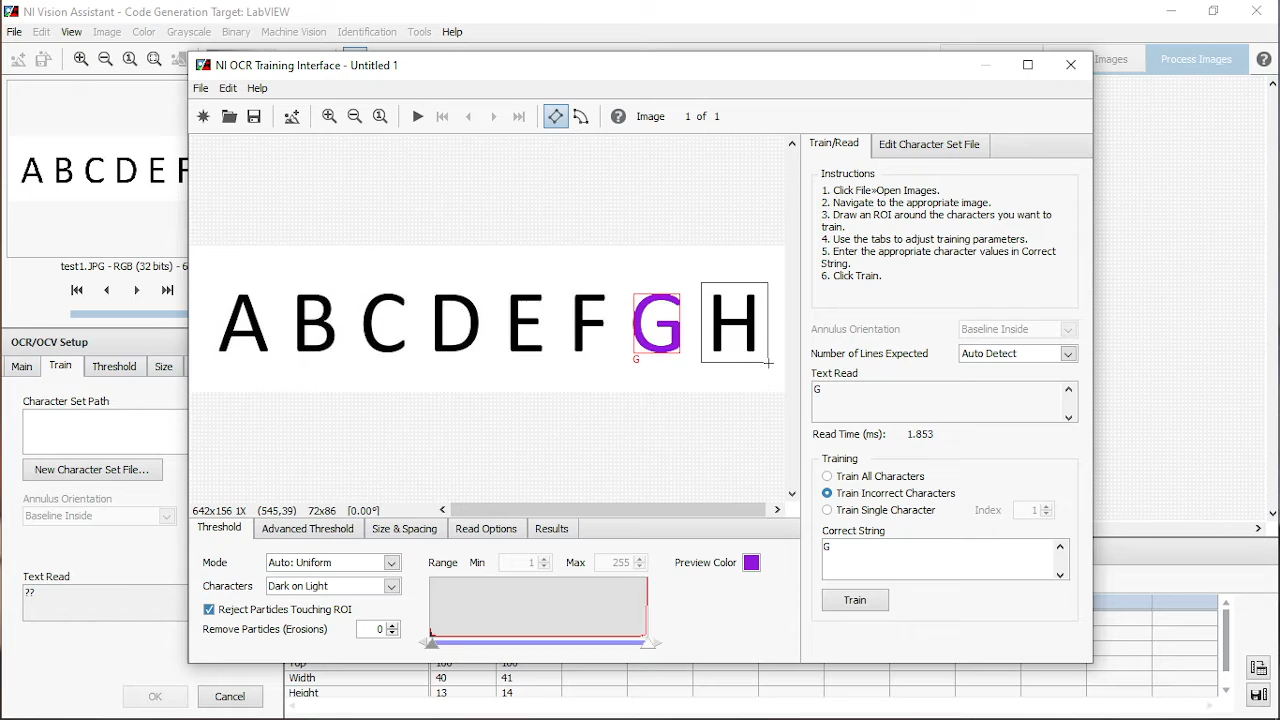 NI Vision Assistant - Code Generation Target: LabVIEW
File Edit View Image Color Grayscale Binary Machine Vision Identification Tools Help
Images
Process Images
A B C D E F
test1.JPG - RGB (32 bits) - 6
OCR/OCV Setup
Main Train Threshold Size
Character Set Path
New Character Set File...
Annulus Orientation
Baseline Inside
Text Read
??
OK Cancel
NI OCR Training Interface - Untitled 1
File Edit Help
Image 1 of 1
A B C D E F G H
G
642x156 1X (545,39) 72x86 [0.00°]
Threshold Advanced Threshold Size & Spacing Read Options Results
Mode Auto: Uniform
Characters Dark on Light
Reject Particles Touching ROI
Remove Particles (Erosions) 0
Range Min 1 Max 255 Preview Color
Train/Read Edit Character Set File
Instructions
1. Click File»Open Images.
2. Navigate to the appropriate image.
3. Draw an ROI around the characters you want to
train.
4. Use the tabs to adjust training parameters.
5. Enter the appropriate character values in Correct
String.
6. Click Train.
Annulus Orientation Baseline Inside
Number of Lines Expected Auto Detect
Text Read
G
Read Time (ms): 1.853
Training
Train All Characters
Train Incorrect Characters
Train Single Character Index 1
Correct String
G
Train
Width 40 41
Height 13 14